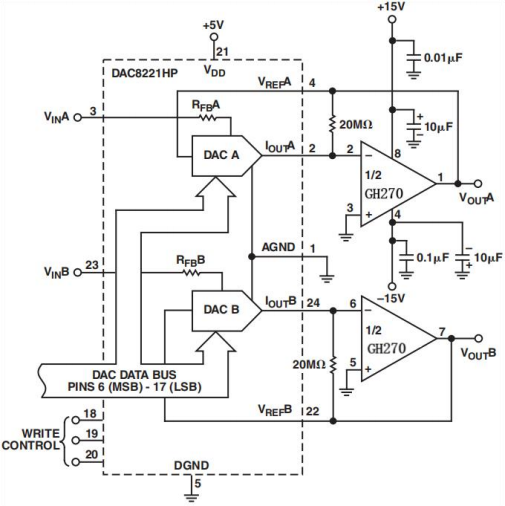 +15V
+5V
21
0.01µF
DAC8221HP
VDD
VREFA 4
VINA 3
RFBA
20MΩ
+
10µF
−
DAC A
IOUTA 2
2 −
8
1/2
GH270
1
VOUTA
3 +
4
AGND 1
0.1µF
−
10µF
+
VINB 23
RFBB
−15V
DAC B
IOUTB 24
6 −
7
1/2
GH270
VOUTB
20MΩ
5 +
DAC DATA BUS
PINS 6 (MSB) - 17 (LSB)
VREFB 22
18
WRITE
CONTROL
19
20
DGND
5